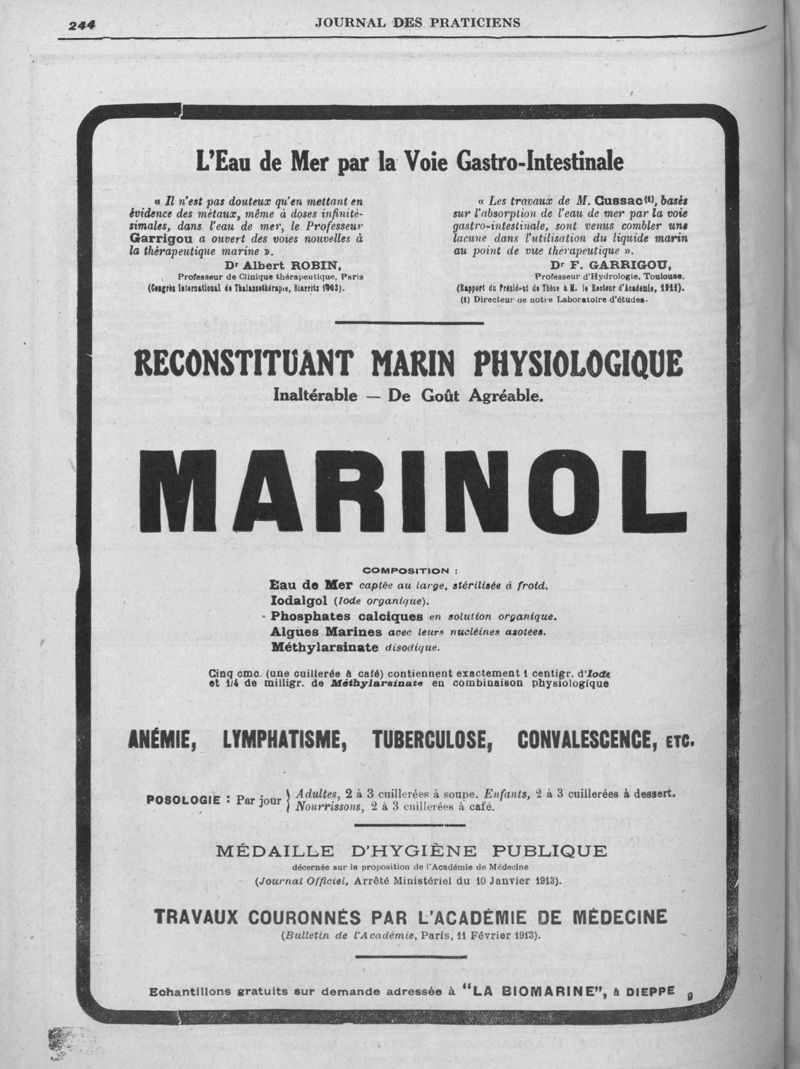 244
JOURNAL DES PRATICIENS
L'Eau de Mer par la Voie Gastro-Intestinale
« Il n'est pas douteux qu'en mettant en
évidence des métaux, même à doses infinité-
simales, dans l'eau de mer, le Professeur
Garrigou a ouvert des voies nouvelles à
la thérapeutique marine ».
Dr Albert ROBIN,
Professeur de Clinique thérapeutique, Paris
(Congrès International de Thalassothérapie, Biarritz 1903).
« Les travaux de M. Cussac(1), basés
sur l'absorption de l'eau de mer par la voie
gastro-intestinale, sont venus combler une
lacune dans l'utilisation du liquide marin
au point de vue thérapeutique ».
Dr F. GARRIGOU,
Professeur d'Hydrologie, Toulouse.
(Rapport du Président de Thèse à M. le Recteur d'Académie, 1911).
(1) Directeur de notre Laboratoire d'études.
RECONSTITUANT MARIN PHYSIOLOGIQUE
Inaltérable — De Goût Agréable.
MARINOL
COMPOSITION :
Eau de Mer captée au large, stérilisée à froid.
Iodalgol (Iode organique).
Phosphates calciques en solution organique.
Algues Marines avec leurs nucléines azotées.
Méthylarsinate disodique.
Cinq cmc. (une cuillerée à café) contiennent exactement 1 centigr. d'Iode
et 1/4 de milligr. de Méthylarsinate en combinaison physiologique
ANÉMIE, LYMPHATISME, TUBERCULOSE, CONVALESCENCE, ETC.
POSOLOGIE : Par jour { Adultes, 2 à 3 cuillerées à soupe. Enfants, 2 à 3 cuillerées à dessert.
Nourrissons, 2 à 3 cuillerées à café.
MÉDAILLE D'HYGIÈNE PUBLIQUE
décernée sur la proposition de l'Académie de Médecine
(Journal Officiel, Arrêté Ministériel du 10 Janvier 1913).
TRAVAUX COURONNÉS PAR L'ACADÉMIE DE MÉDECINE
(Bulletin de l'Académie, Paris, 11 Février 1913).
Echantillons gratuits sur demande adressée à "LA BIOMARINE", à DIEPPE
g